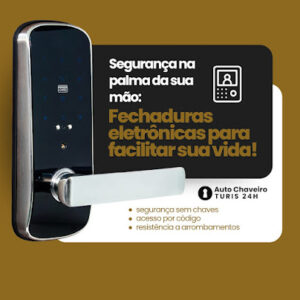 Segurança na
palma da sua
mão:
Fechaduras
eletrônicas para
facilitar sua vida!
Auto Chaveiro
TURIS 24H
segurança sem chaves
acesso por código
resistência a arrombamentos